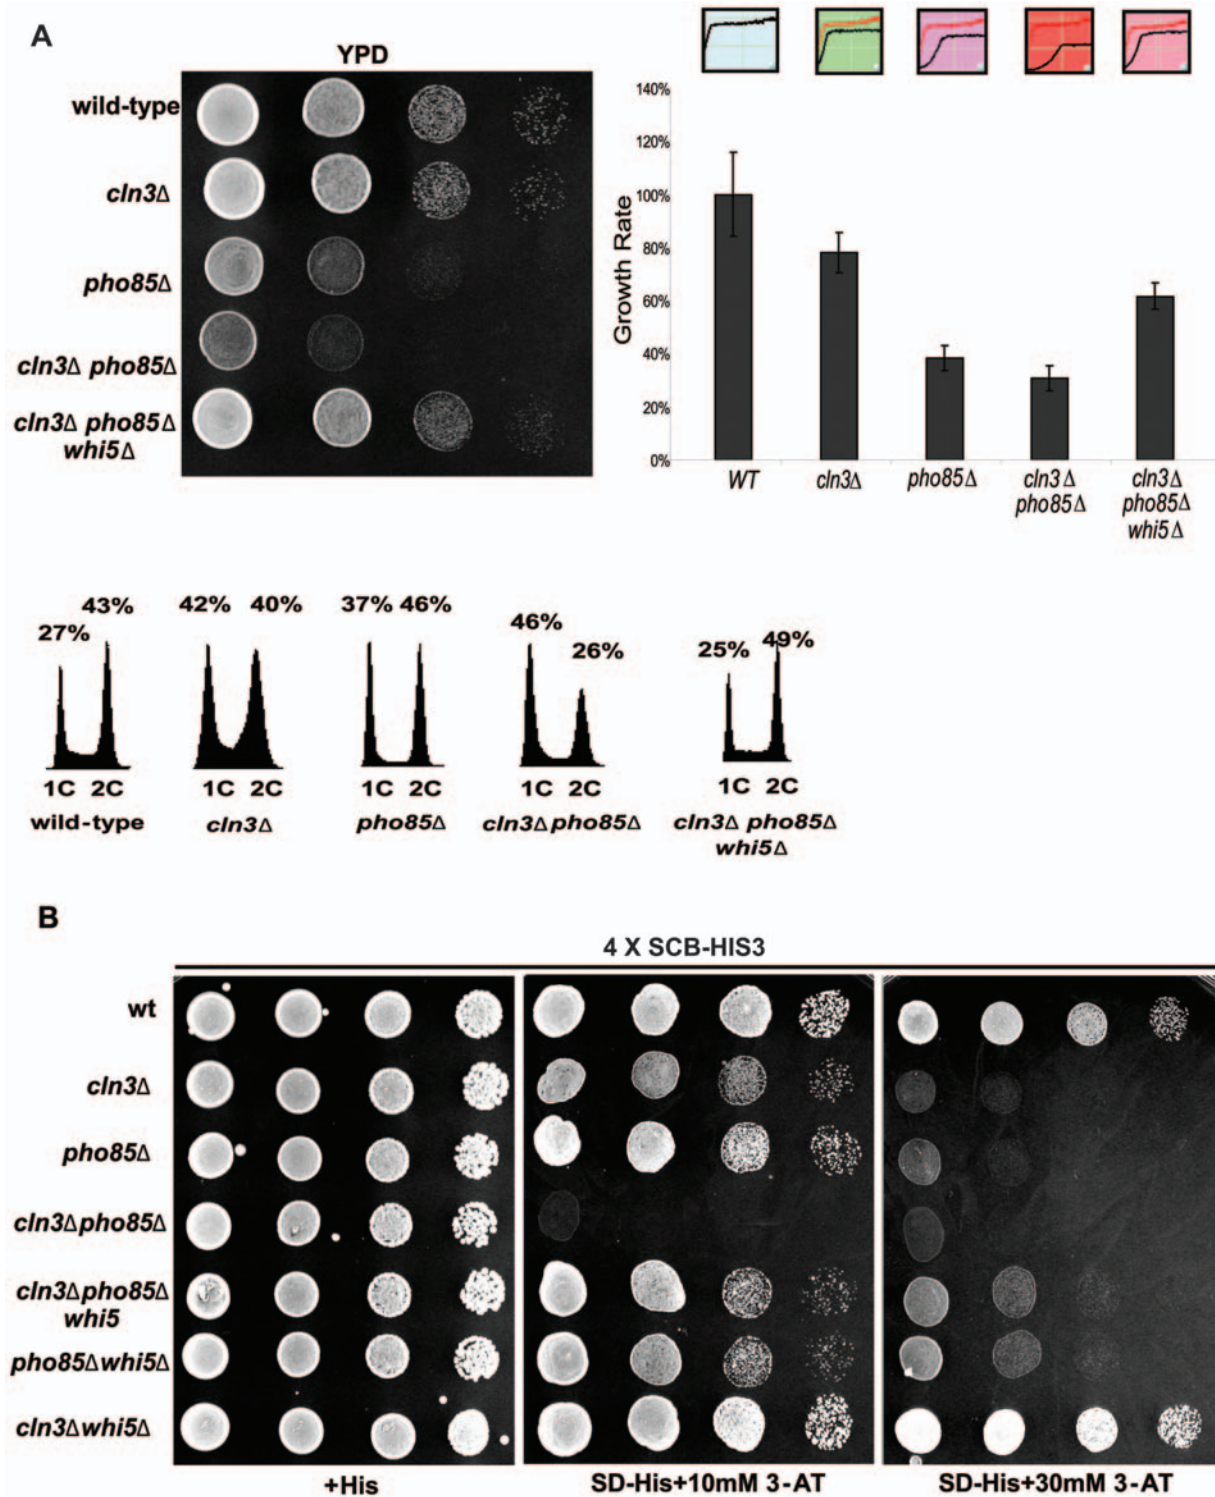 A
YPD
wild-type
cln3Δ
pho85Δ
cln3Δ pho85Δ
cln3Δ pho85Δ
whi5Δ
Growth Rate
140%
120%
100%
80%
60%
40%
20%
0%
WT
cln3Δ
pho85Δ
cln3 Δ
pho85Δ
cln3Δ
pho85Δ
whi5Δ
27% 43%
42% 40%
37% 46%
46% 26%
25% 49%
1C 2C
1C 2C
1C 2C
1C 2C
1C 2C
wild-type
cln3Δ
pho85Δ
cln3Δpho85Δ
cln3Δ pho85Δ
whi5Δ
B
4 X SCB-HIS3
wt
cln3Δ
pho85Δ
cln3Δpho85Δ
cln3Δpho85Δ
whi5
pho85Δwhi5Δ
cln3Δwhi5Δ
+His
SD-His+10mM 3-AT
SD-His+30mM 3-AT